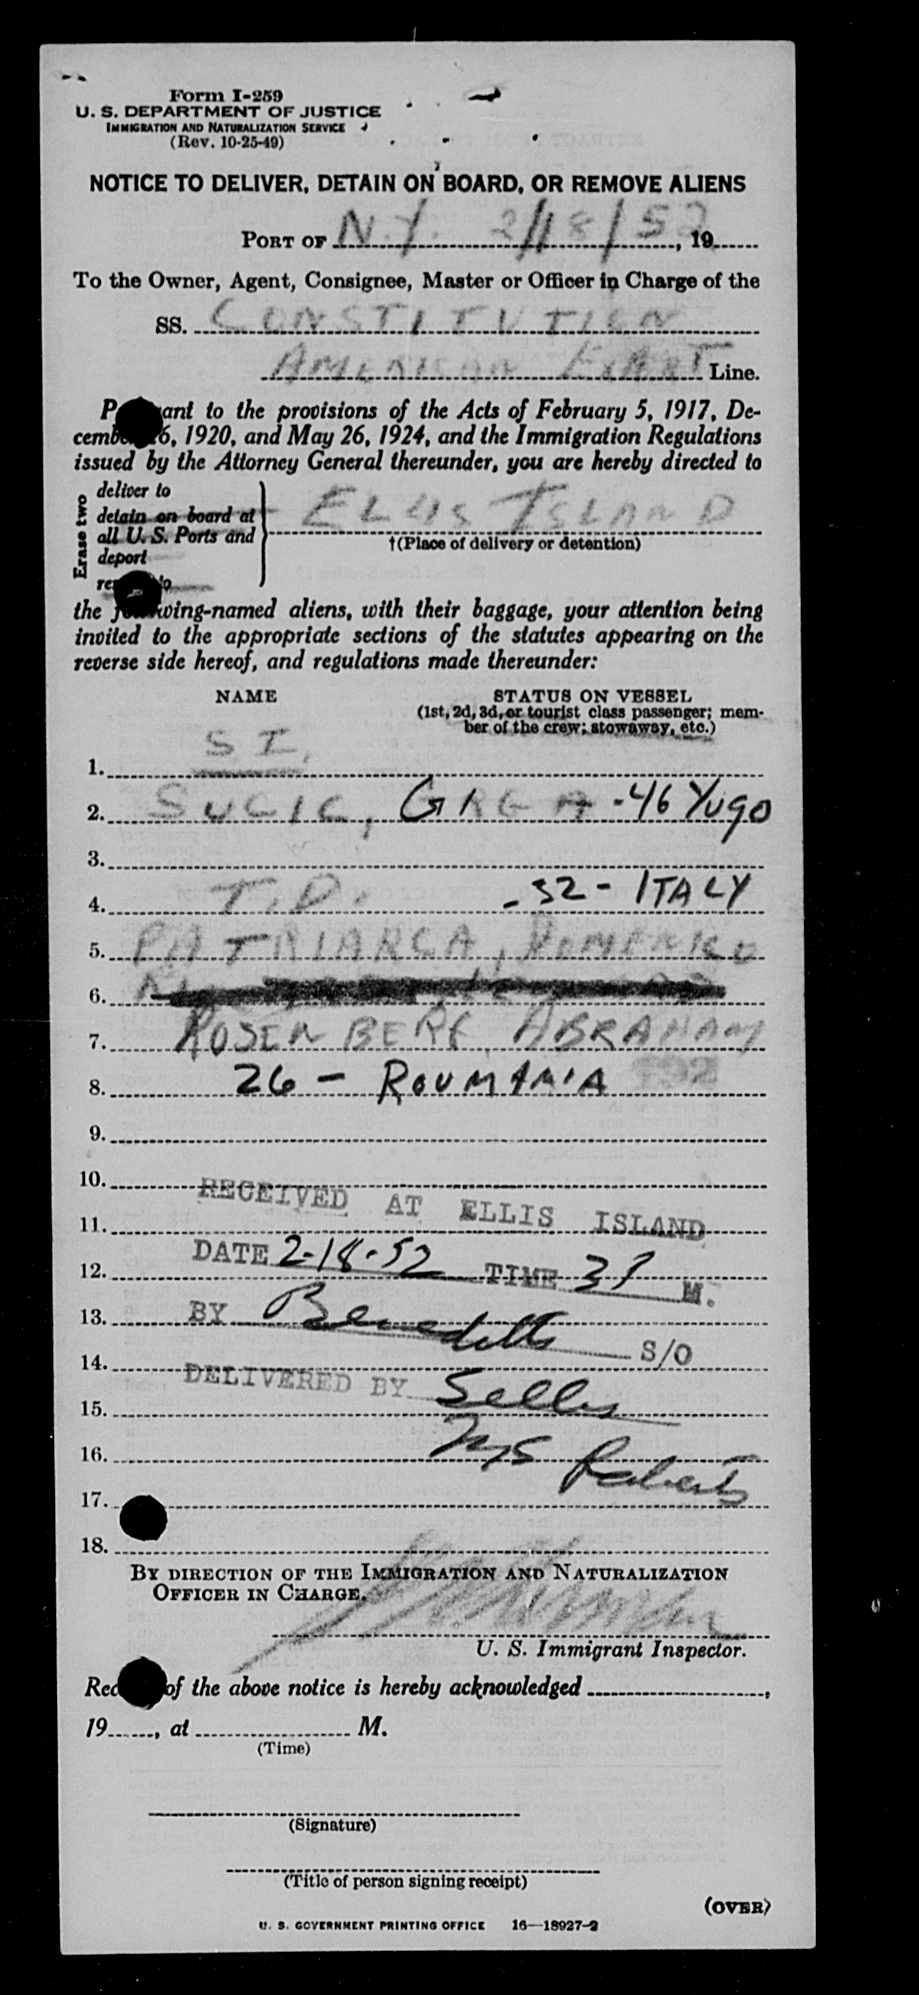 Form I-259
U. S. DEPARTMENT OF JUSTICE
IMMIGRATION AND NATURALIZATION SERVICE
(Rev. 10-25-49)
NOTICE TO DELIVER, DETAIN ON BOARD, OR REMOVE ALIENS
PORT OF N.Y. 2/18/52, 19
To the Owner, Agent, Consignee, Master or Officer in Charge of the
SS. CONSTITUTION
AMERICAN EXPORT Line.
P ant to the provisions of the Acts of February 5, 1917, De-
cemb 6, 1920, and May 26, 1924, and the Immigration Regulations
issued by the Attorney General thereunder, you are hereby directed to
Erase two
deliver to
detain on board at
all U. S. Ports and
deport
re to
ELLIS ISLAND
†(Place of delivery or detention)
the following-named aliens, with their baggage, your attention being
invited to the appropriate sections of the statutes appearing on the
reverse side hereof, and regulations made thereunder:
NAME STATUS ON VESSEL
(1st, 2d, 3d, or tourist class passenger; mem-
ber of the crew; stowaway, etc.)
1. S I.
2. SUCIC, GRGA -46 Yugo
3.
4. T.D. -32- ITALY
5. PATRIARCA, DOMENICO
6.
7. ROSENBERG, ABRAHAM
8. 26 - ROUMANIA
9.
10.
RECEIVED AT ELLIS ISLAND
11.
DATE 2-18-52 TIME 3 P M.
12.
13. BY Benedetto S/O
14.
DELIVERED BY Selles
15.
16. Roberts
17.
18.
BY DIRECTION OF THE IMMIGRATION AND NATURALIZATION
OFFICER IN CHARGE.
U. S. Immigrant Inspector.
Rec of the above notice is hereby acknowledged ,
19 , at M.
(Time)
(Signature)
(Title of person signing receipt)
(OVER)
U. S. GOVERNMENT PRINTING OFFICE 16—18927-2